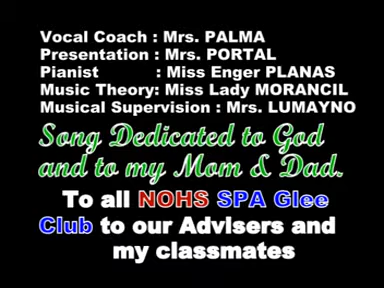 Vocal Coach : Mrs. PALMA
Presentation : Mrs. PORTAL
Pianist : Miss Enger PLANAS
Music Theory: Miss Lady MORANCIL
Musical Supervision : Mrs. LUMAYNO
Song Dedicated to God
and to my Mom & Dad.
To all NOHS SPA Glee
Club to our Advisers and
my classmates